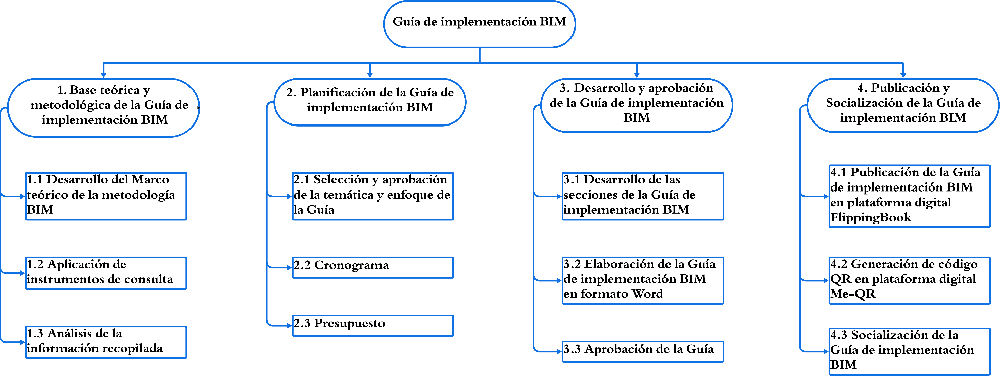 Guía de implementación BIM
1. Base teórica y
metodológica de la Guía de
implementación BIM
1.1 Desarrollo del Marco
teórico de la metodología
BIM
1.2 Aplicación de
instrumentos de consulta
1.3 Análisis de la
información recopilada
2. Planificación de la Guía de
implementación BIM
2.1 Selección y aprobación
de la temática y enfoque de
la Guía
2.2 Cronograma
2.3 Presupuesto
3. Desarrollo y aprobación
de la Guía de implementación
BIM
3.1 Desarrollo de las
secciones de la Guía de
implementación BIM
3.2 Elaboración de la Guía
de implementación BIM
en formato Word
3.3 Aprobación de la Guía
4. Publicación y
Socialización de la Guía de
implementación BIM
4.1 Publicación de la Guía
de implementación BIM
en plataforma digital
FlippingBook
4.2 Generación de código
QR en plataforma digital
Me-QR
4.3 Socialización de la
Guía de implementación
BIM